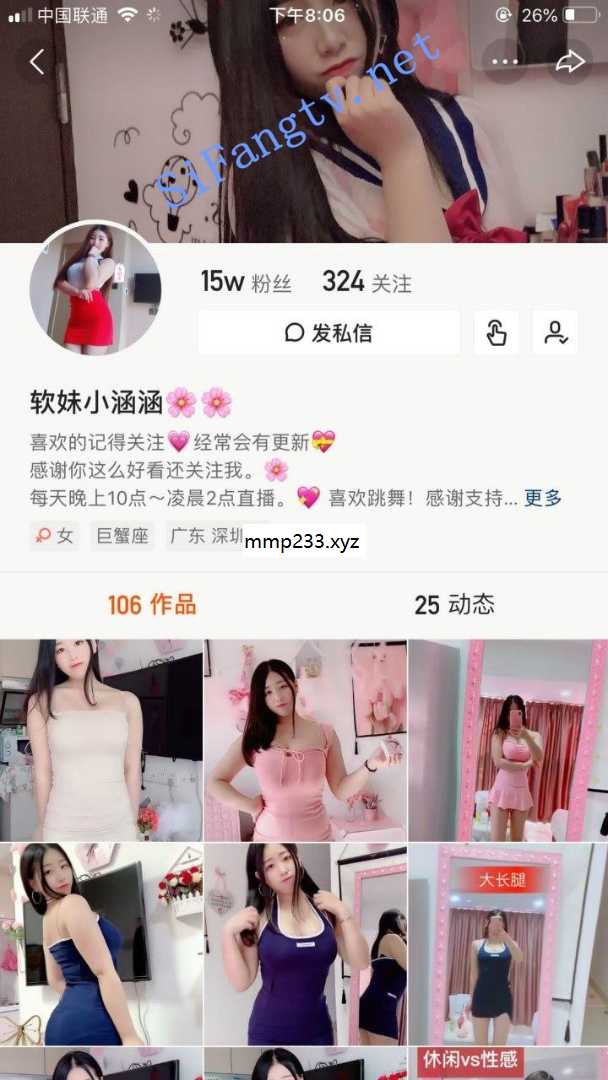 中国联通 下午8:06 26%
SiFangtv.net
15w 粉丝 324 关注
发私信
软妹小涵涵🌸🌸
喜欢的记得关注💗经常会有更新💝
感谢你这么好看还关注我。🌸
每天晚上10点～凌晨2点直播。💖 喜欢跳舞！感谢支持... 更多
女 巨蟹座 广东 深圳
mmp233.xyz
106 作品 25 动态
大长腿
休闲vs性感